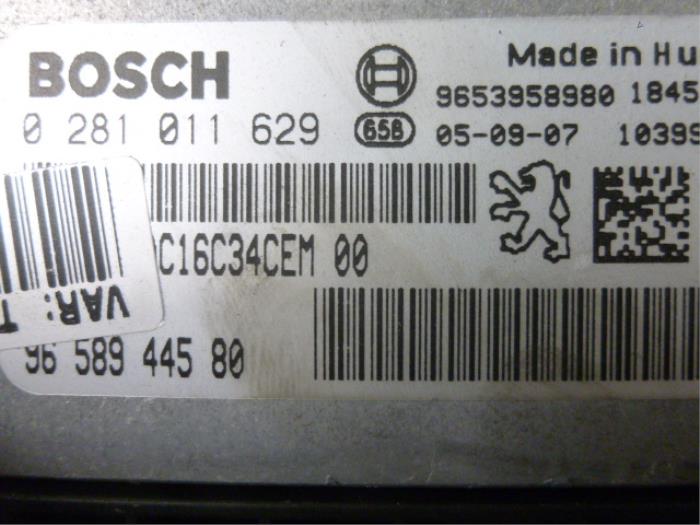 BOSCH
Made in Hu
9653958980 1845
0 281 011 629
658
05-09-07 10395
C16C34CEM 00
VAR: T
96 589 445 80